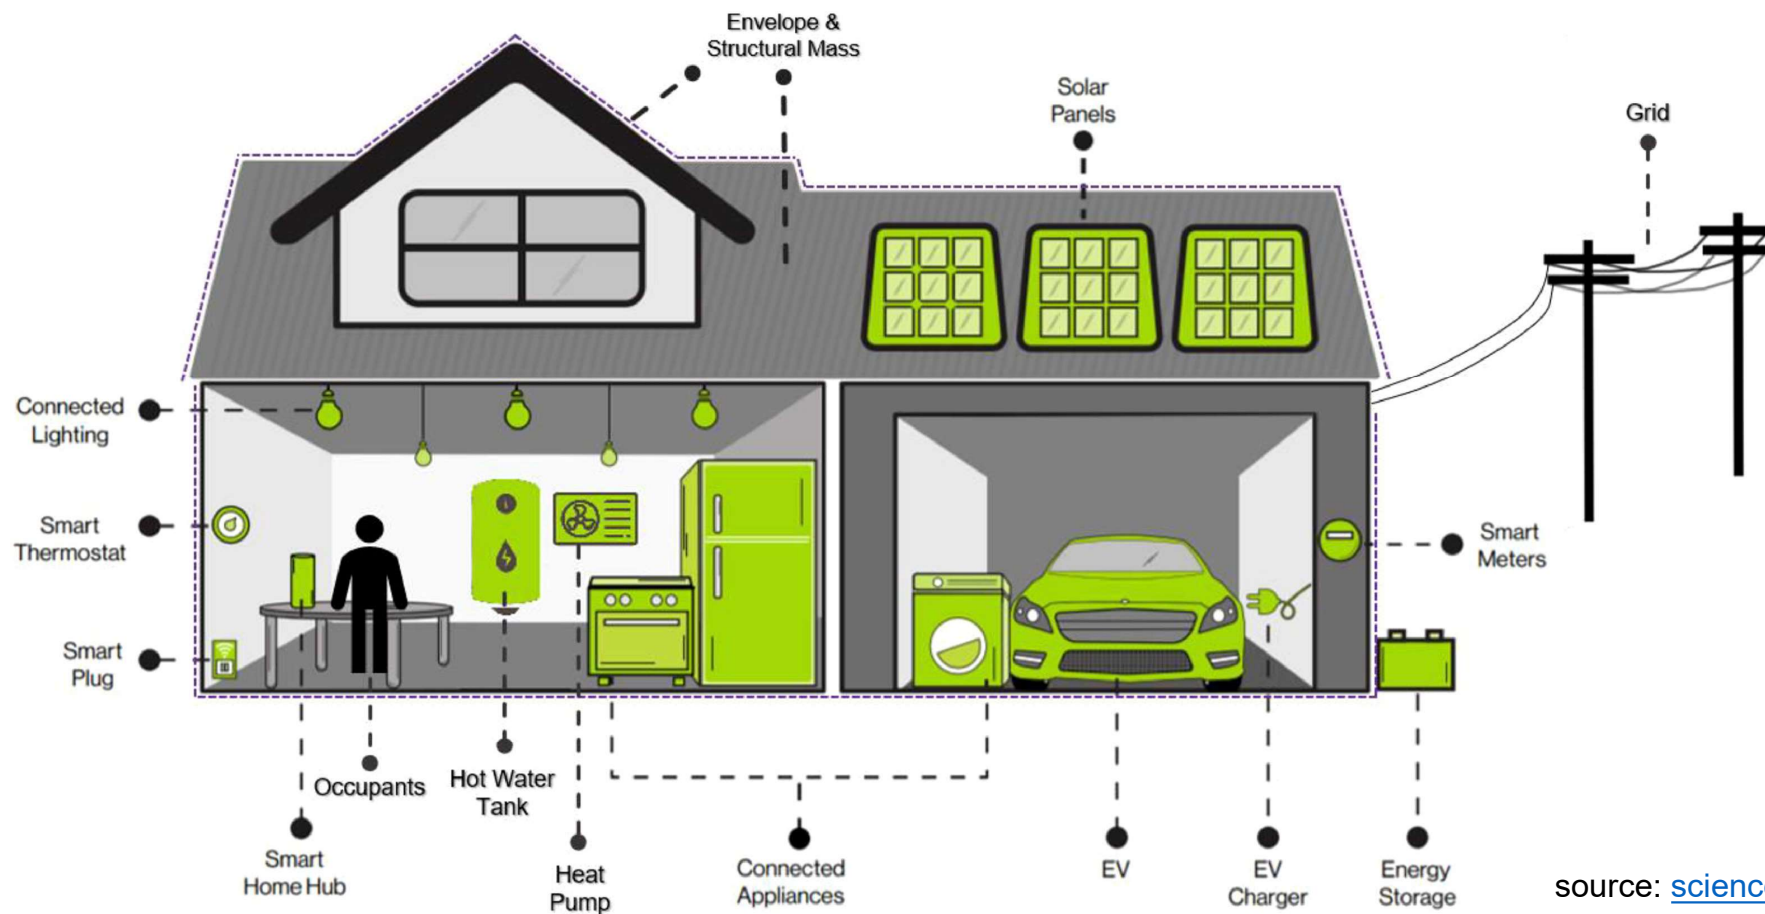 Envelope &
Structural Mass
Solar
Panels
Grid
Connected
Lighting
Smart
Thermostat
Smart
Plug
Smart
Meters
Occupants
Hot Water
Tank
Smart
Home Hub
Heat
Pump
Connected
Appliances
EV
EV
Charger
Energy
Storage
source: science